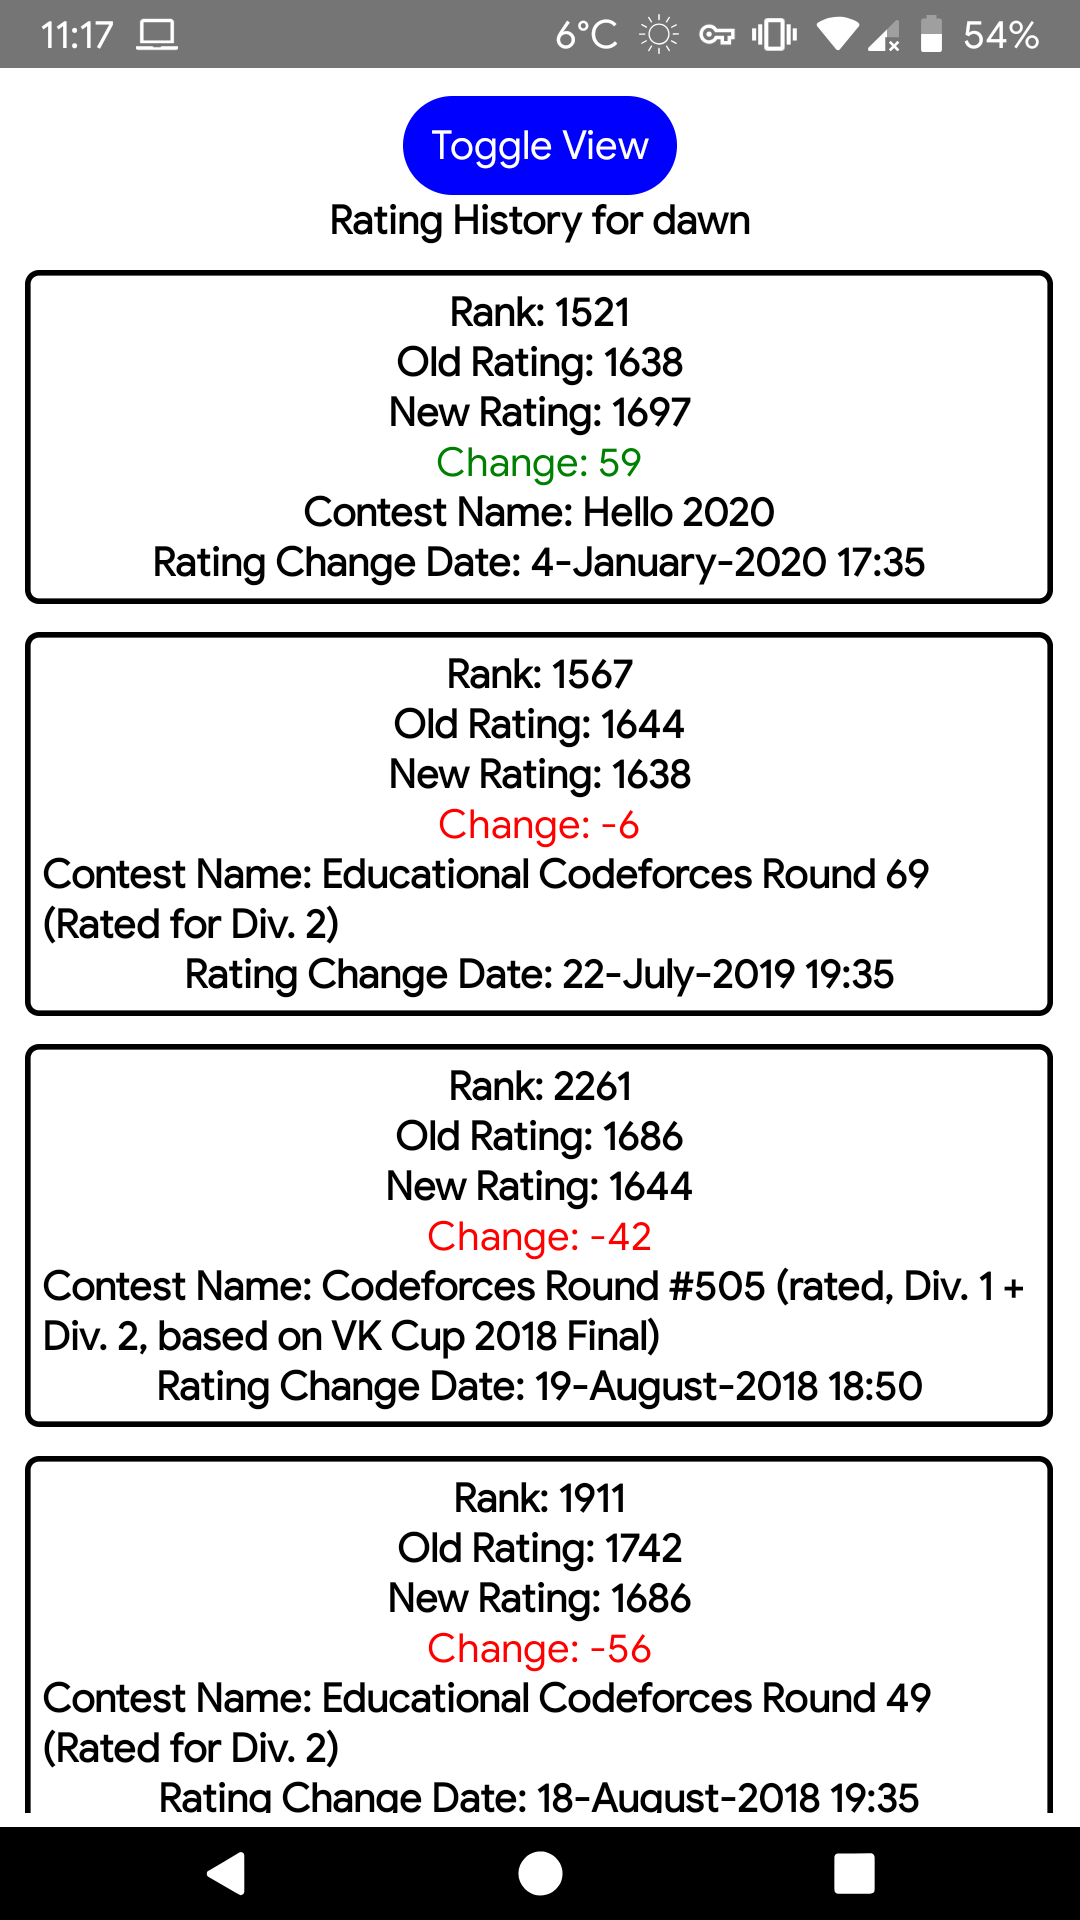 11:17 6°C 54%
Toggle View
Rating History for dawn
Rank: 1521
Old Rating: 1638
New Rating: 1697
Change: 59
Contest Name: Hello 2020
Rating Change Date: 4-January-2020 17:35
Rank: 1567
Old Rating: 1644
New Rating: 1638
Change: -6
Contest Name: Educational Codeforces Round 69
(Rated for Div. 2)
Rating Change Date: 22-July-2019 19:35
Rank: 2261
Old Rating: 1686
New Rating: 1644
Change: -42
Contest Name: Codeforces Round #505 (rated, Div. 1 +
Div. 2, based on VK Cup 2018 Final)
Rating Change Date: 19-August-2018 18:50
Rank: 1911
Old Rating: 1742
New Rating: 1686
Change: -56
Contest Name: Educational Codeforces Round 49
(Rated for Div. 2)
Rating Change Date: 18-August-2018 19:35